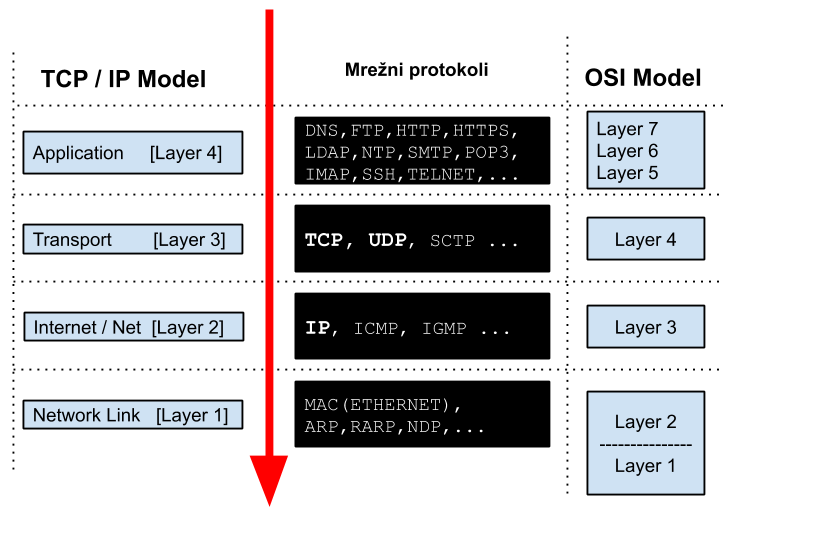 TCP / IP Model
Mrežni protokoli
OSI Model
Application [Layer 4]
DNS,FTP,HTTP,HTTPS,
LDAP,NTP,SMTP,POP3,
IMAP,SSH,TELNET,...
Layer 7
Layer 6
Layer 5
Transport [Layer 3]
TCP, UDP, SCTP ...
Layer 4
Internet / Net [Layer 2]
IP, ICMP, IGMP ...
Layer 3
Network Link [Layer 1]
MAC(ETHERNET),
ARP,RARP,NDP,...
Layer 2
Layer 1